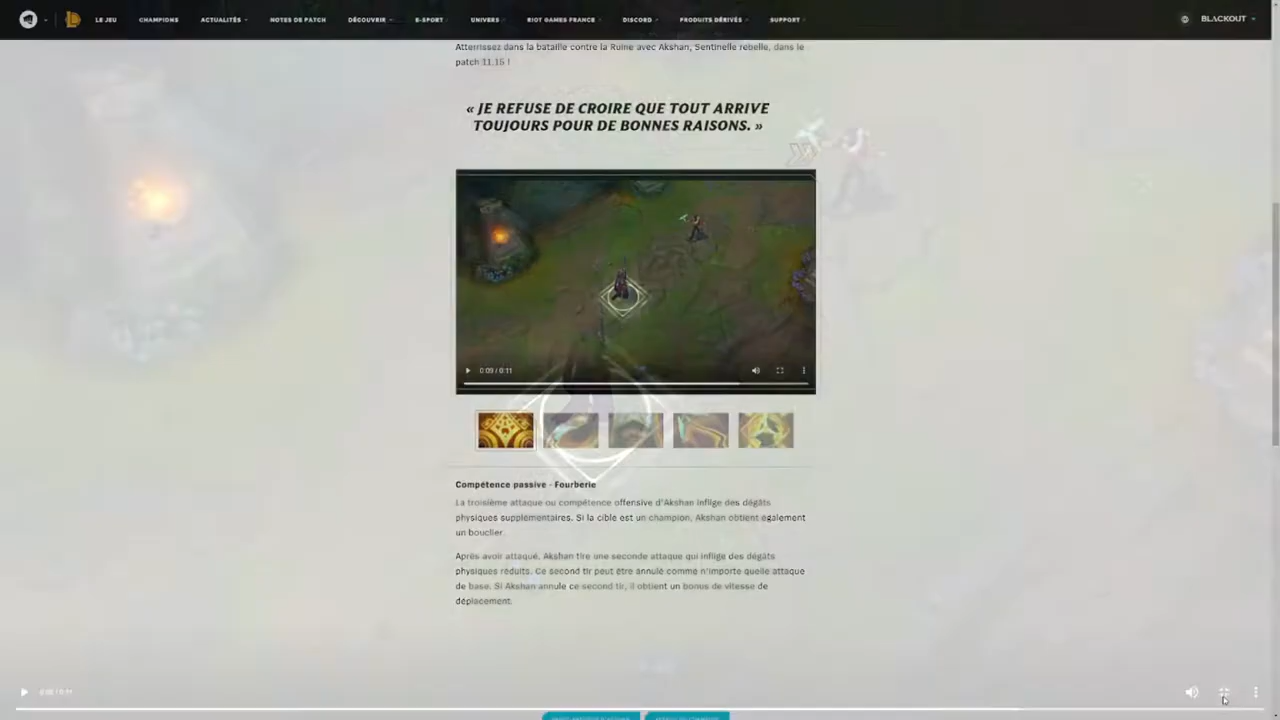 LE JEU CHAMPIONS ACTUALITÉS NOTES DE PATCH DÉCOUVRIR E-SPORT UNIVERS RIOT GAMES FRANCE DISCORD PRODUITS DÉRIVÉS SUPPORT BLACKOUT
Atterrissez dans la bataille contre la Ruine avec Akshan, Sentinelle rebelle, dans le
patch 11.15 !
« JE REFUSE DE CROIRE QUE TOUT ARRIVE
TOUJOURS POUR DE BONNES RAISONS. »
0:09 / 0:11
Compétence passive - Fourberie
La troisième attaque ou compétence offensive d'Akshan inflige des dégâts
physiques supplémentaires. Si la cible est un champion, Akshan obtient également
un bouclier.
Après avoir attaqué, Akshan tire une seconde attaque qui inflige des dégâts
physiques réduits. Ce second tir peut être annulé comme n'importe quelle attaque
de base. Si Akshan annule ce second tir, il obtient un bonus de vitesse de
déplacement.